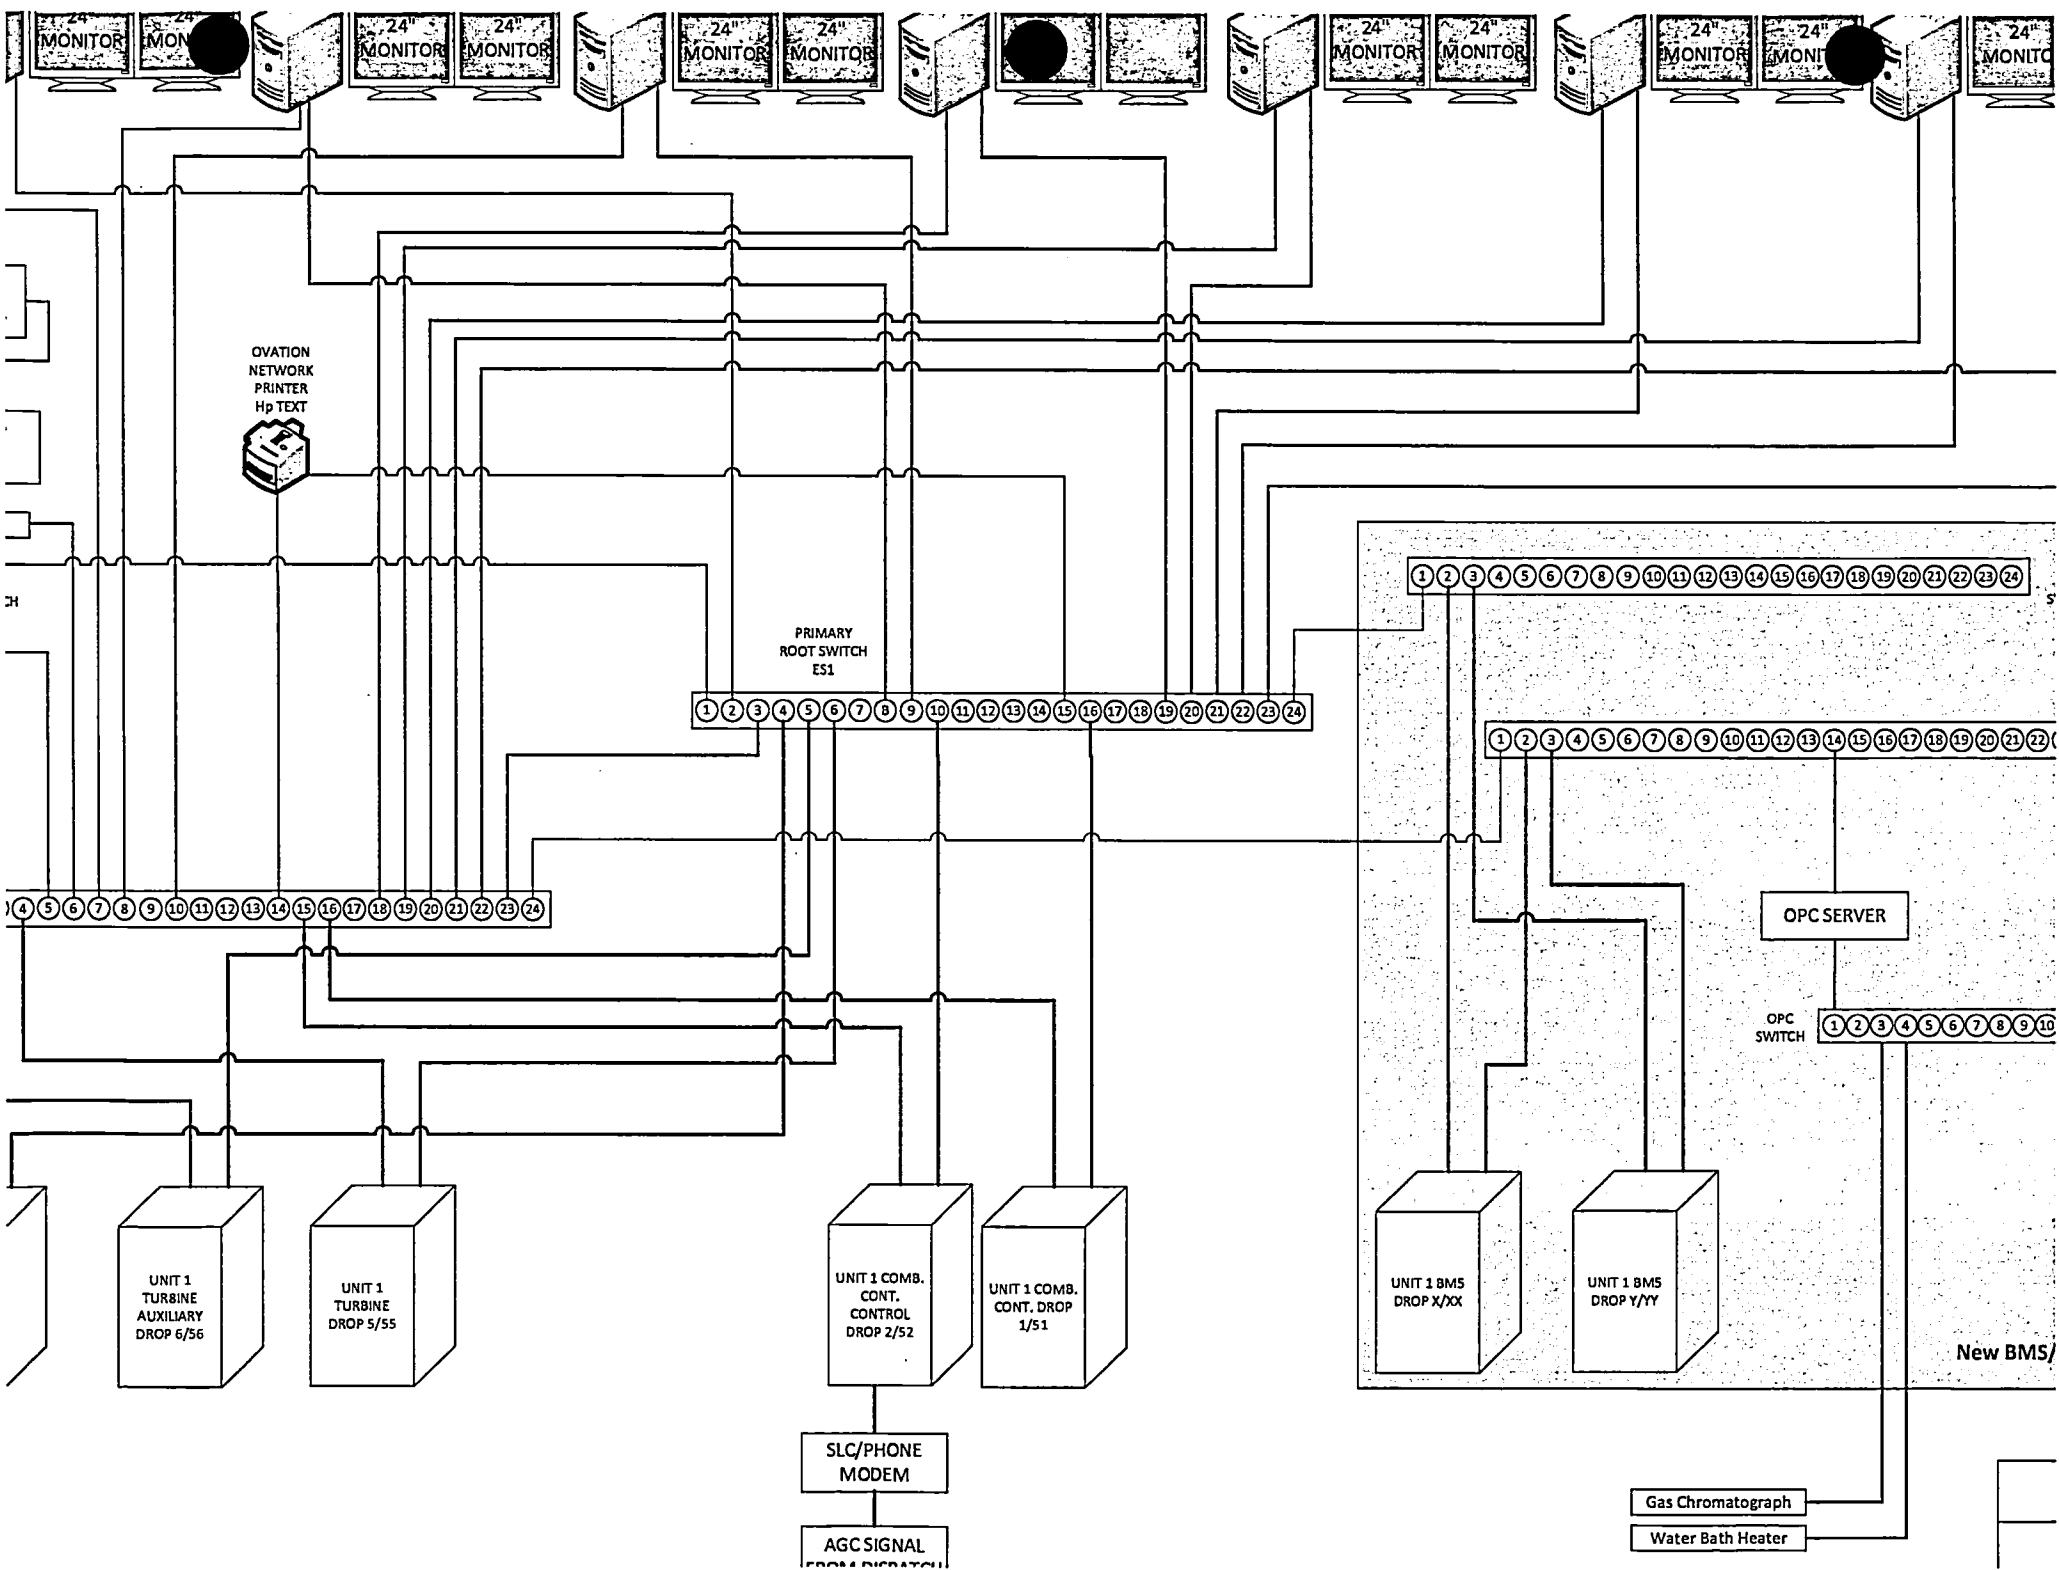 24"
MONITOR
24"
MON
24"
MONITOR
24"
MONITOR
24"
MONITOR
24"
MONITOR
24"
MONITOR
24"
MONITOR
24"
MONITOR
24"
MONI
24"
MONITO
OVATION
NETWORK
PRINTER
Hp TEXT
CH
1 2 3 4 5 6 7 8 9 10 11 12 13 14 15 16 17 18 19 20 21 22 23 24
S
PRIMARY
ROOT SWITCH
ES1
1 2 3 4 5 6 7 8 9 10 11 12 13 14 15 16 17 18 19 20 21 22 23 24
1 2 3 4 5 6 7 8 9 10 11 12 13 14 15 16 17 18 19 20 21 22
4 5 6 7 8 9 10 11 12 13 14 15 16 17 18 19 20 21 22 23 24
OPC SERVER
OPC
SWITCH
1 2 3 4 5 6 7 8 9 10
UNIT 1
TURBINE
AUXILIARY
DROP 6/56
UNIT 1
TURBINE
DROP 5/55
UNIT 1 COMB.
CONT.
CONTROL
DROP 2/52
UNIT 1 COMB.
CONT. DROP
1/51
UNIT 1 BMS
DROP X/XX
UNIT 1 BMS
DROP Y/YY
New BMS/
SLC/PHONE
MODEM
AGC SIGNAL
FROM DISPATCH
Gas Chromatograph
Water Bath Heater